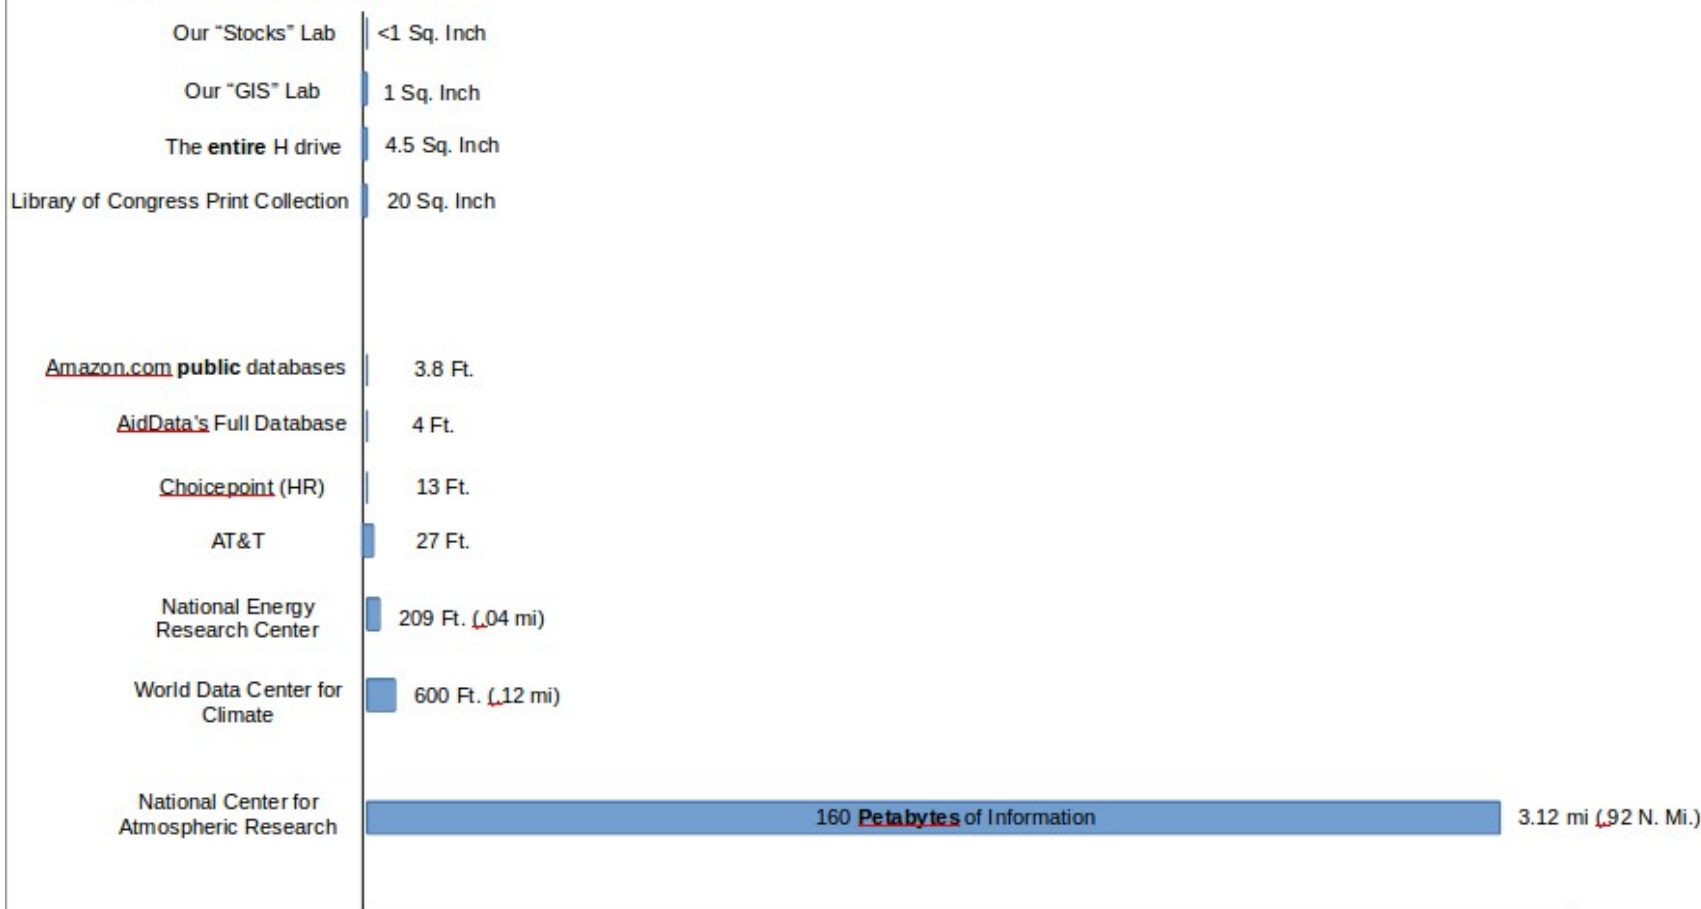 Our “Stocks” Lab <1 Sq. Inch
Our “GIS” Lab 1 Sq. Inch
The entire H drive 4.5 Sq. Inch
Library of Congress Print Collection 20 Sq. Inch
Amazon.com public databases 3.8 Ft.
AidData's Full Database 4 Ft.
Choicepoint (HR) 13 Ft.
AT&T 27 Ft.
National Energy
Research Center
209 Ft. (.04 mi)
World Data Center for
Climate
600 Ft. (.12 mi)
National Center for
Atmospheric Research
160 Petabytes of Information
3.12 mi (.92 N. Mi.)